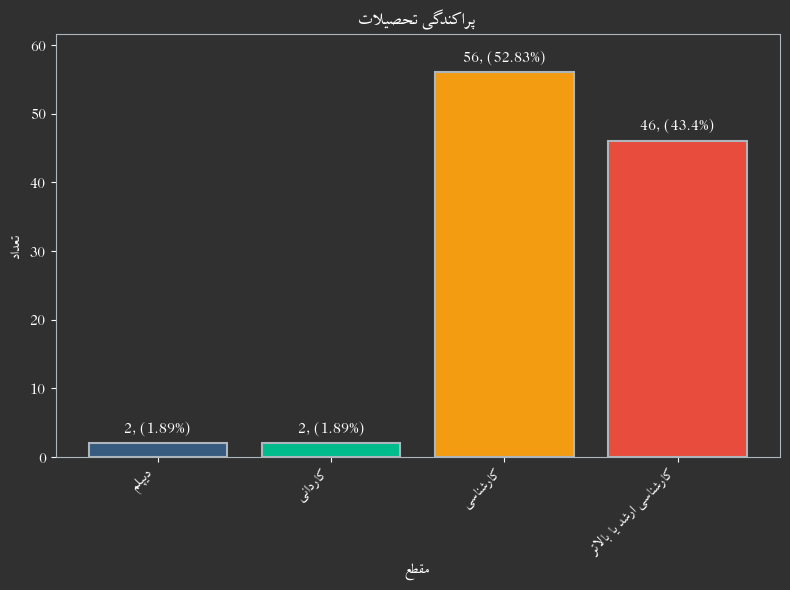 پراکندگی تحصیلات
60
50
40
30
20
10
0
تعداد
2, (1.89%)
2, (1.89%)
56, (52.83%)
46, (43.4%)
دیپلم
کاردانی
کارشناسی
کارشناسی ارشد یا بالاتر
مقطع